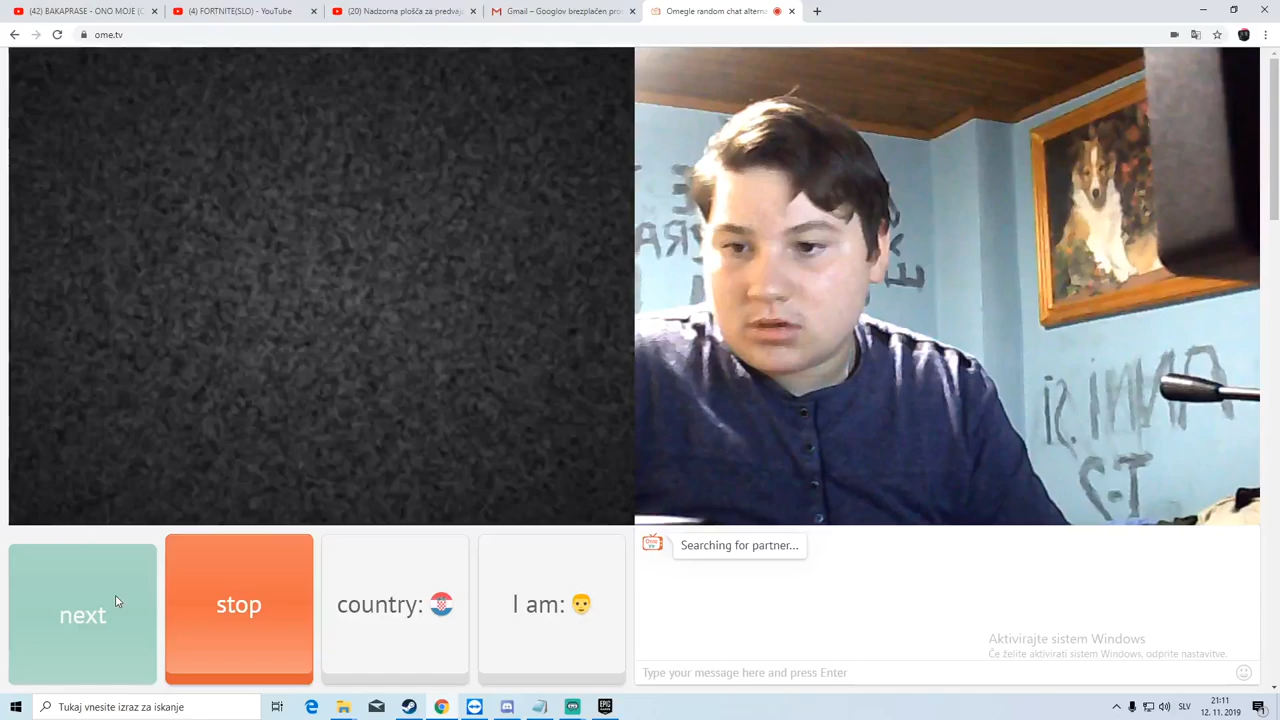 (42) BAKAPRASE - ONO MOJE (
(4) FORTNITE(SLO) - YouTube
(20) Nadzorna plošča za predvaj
Gmail – Googlov brezplačen pro
Omegle random chat alterna
ome.tv
Searching for partner...
next
stop
country:
I am:
Aktivirajte sistem Windows
Če želite aktivirati sistem Windows, odprite nastavitve.
Type your message here and press Enter
Tukaj vnesite izraz za iskanje
SLV
21:11
12. 11. 2019